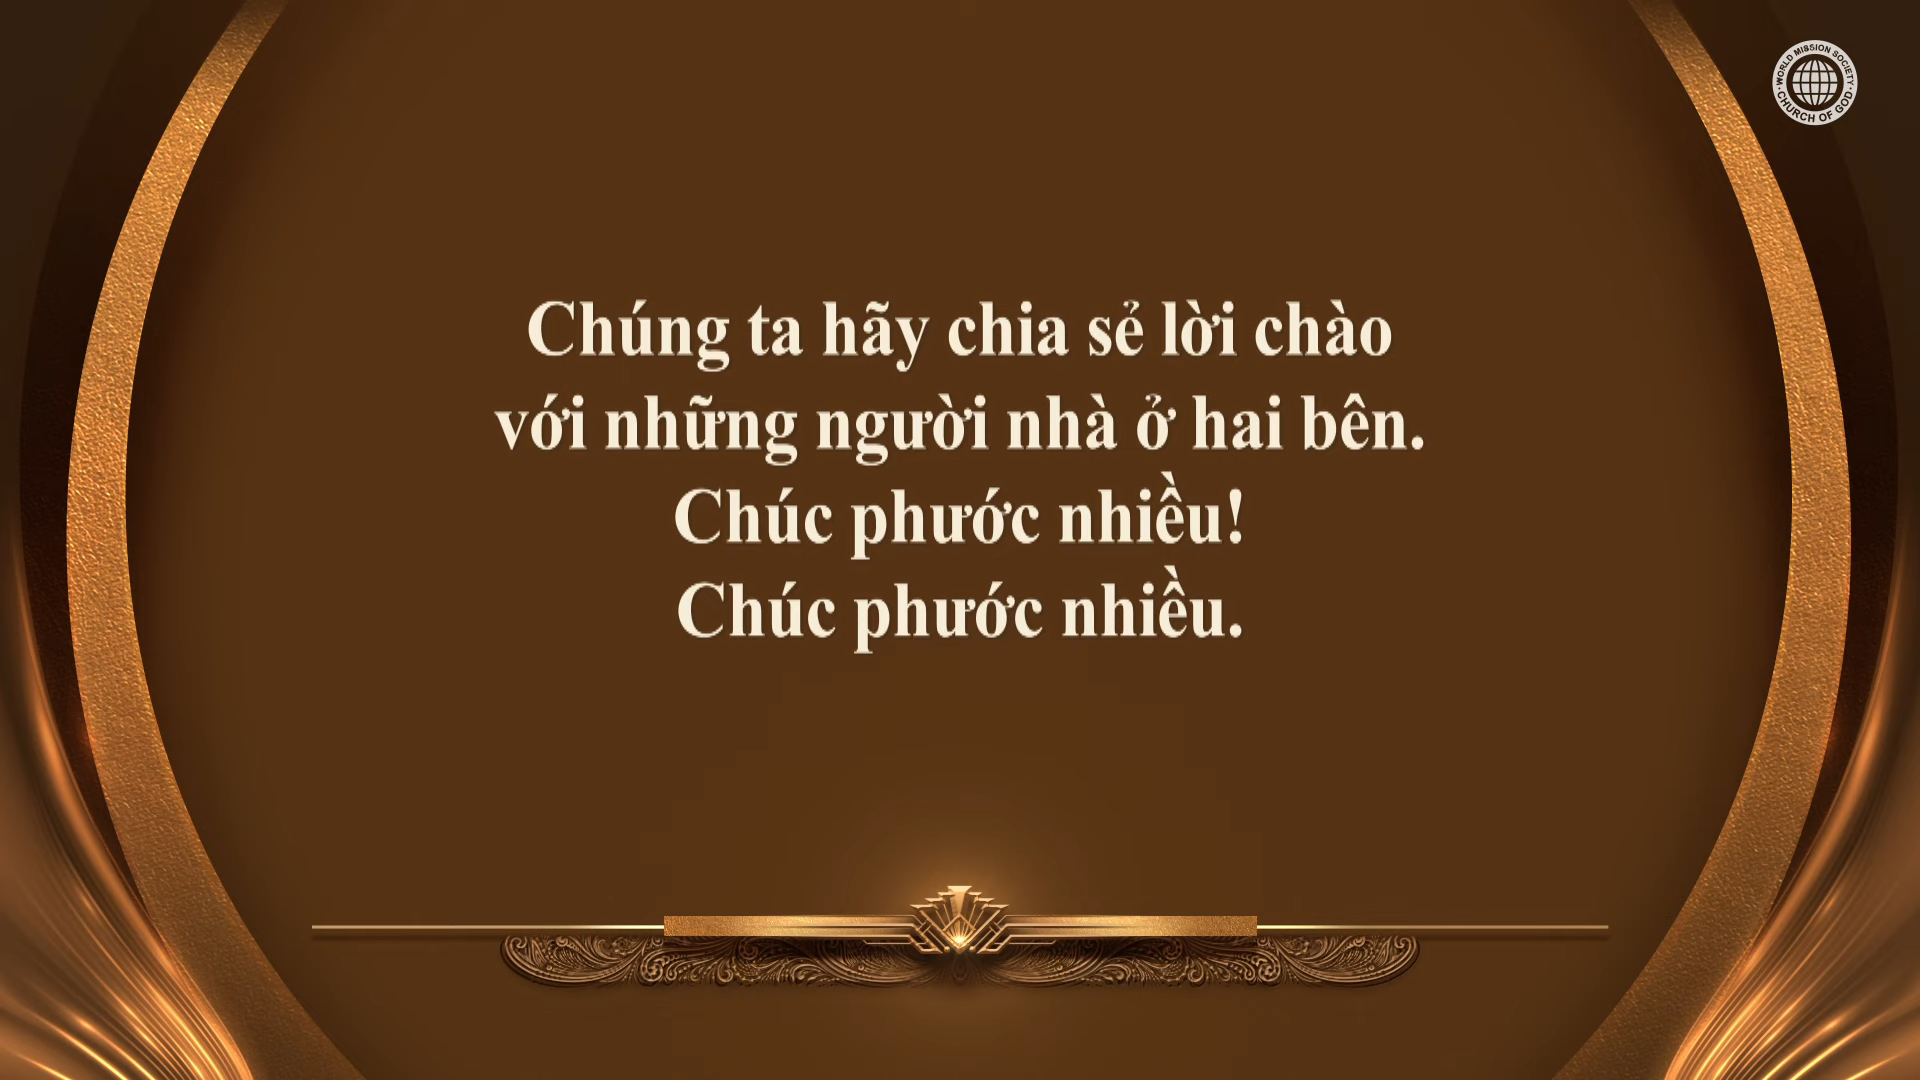 WORLD MISSION SOCIETY
CHURCH OF GOD
Chúng ta hãy chia sẻ lời chào
với những người nhà ở hai bên.
Chúc phước nhiều!
Chúc phước nhiều.